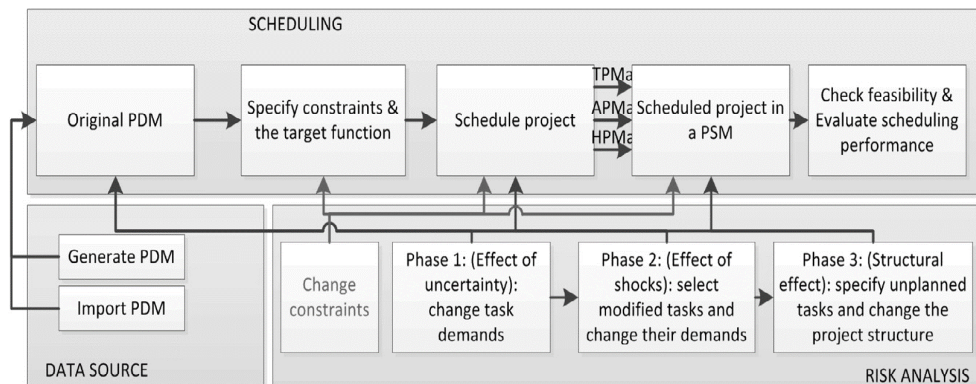 SCHEDULING
Original PDM
Specify constraints &
the target function
Schedule project
TPMa
APMa
HPMa
Scheduled project in
a PSM
Check feasibility &
Evaluate scheduling
performance
Generate PDM
Import PDM
DATA SOURCE
Change
constraints
Phase 1: (Effect of
uncertainty):
change task
demands
Phase 2: (Effect of
shocks): select
modified tasks and
change their demands
Phase 3: (Structural
effect): specify unplanned
tasks and change the
project structure
RISK ANALYSIS